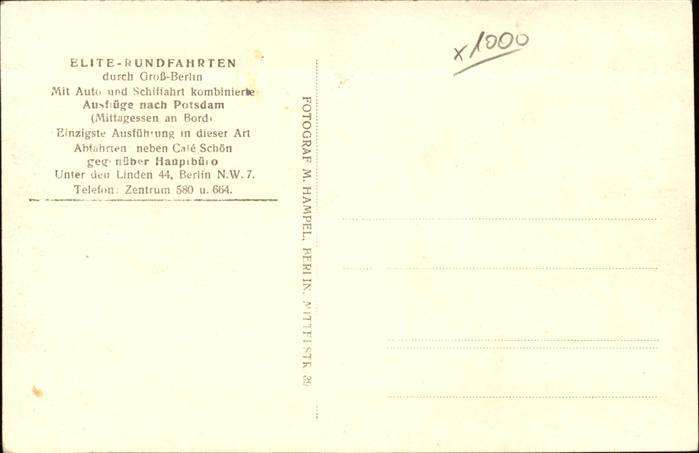 ELITE-RUNDFAHRTEN
durch Groß-Berlin
Mit Auto und Schiffahrt kombinierte
Ausflüge nach Potsdam
(Mittagessen an Bord)
Einzigste Ausführung in dieser Art
Abfahrten neben Café Schön
gegenüber Hauptbüro
Unter den Linden 44, Berlin N.W. 7.
Telefon: Zentrum 580 u. 664.
FOTOGRAF M. HAMPEL, BERLIN, MITTELSTR 29
x1000